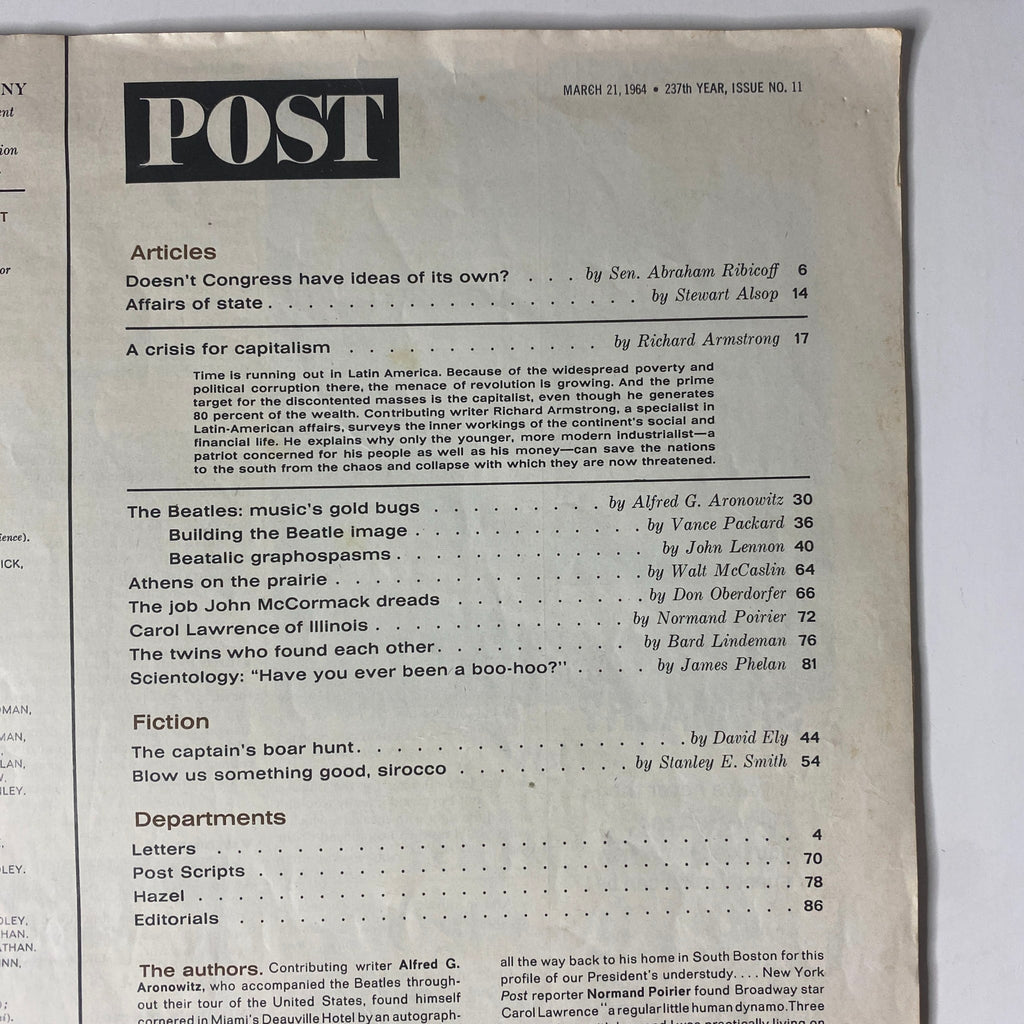 NY
POST
MARCH 21, 1964 • 237th YEAR, ISSUE NO. 11
Articles
Doesn't Congress have ideas of its own? . . . by Sen. Abraham Ribicoff 6
Affairs of state . . . . . . . . . . . . . . . . . . . by Stewart Alsop 14
A crisis for capitalism . . . . . . . . . . . . by Richard Armstrong 17
Time is running out in Latin America. Because of the widespread poverty and
political corruption there, the menace of revolution is growing. And the prime
target for the discontented masses is the capitalist, even though he generates
80 percent of the wealth. Contributing writer Richard Armstrong, a specialist in
Latin-American affairs, surveys the inner workings of the continent's social and
financial life. He explains why only the younger, more modern industrialist—a
patriot concerned for his people as well as his money—can save the nations
to the south from the chaos and collapse with which they are now threatened.
The Beatles: music's gold bugs . . . . . . . . . by Alfred G. Aronowitz 30
Building the Beatle image . . . . . . . . . . . . by Vance Packard 36
Beatalic graphospasms . . . . . . . . . . . . by John Lennon 40
Athens on the prairie . . . . . . . . . . . . . . . by Walt McCaslin 64
The job John McCormack dreads . . . . . . . . . . by Don Oberdorfer 66
Carol Lawrence of Illinois . . . . . . . . . . . . . by Normand Poirier 72
The twins who found each other . . . . . . . . . . by Bard Lindeman 76
Scientology: "Have you ever been a boo-hoo?" . . . . by James Phelan 81
Fiction
The captain's boar hunt . . . . . . . . . . . . . . . . by David Ely 44
Blow us something good, sirocco . . . . . . . . . by Stanley E. Smith 54
Departments
Letters . . . . . . . . . . . . . . . . . . . . . . . . . 4
Post Scripts . . . . . . . . . . . . . . . . . . . . . . . 70
Hazel . . . . . . . . . . . . . . . . . . . . . . . . . . 78
Editorials . . . . . . . . . . . . . . . . . . . . . . . . 86
The authors. Contributing writer Alfred G.
Aronowitz, who accompanied the Beatles through-
out their tour of the United States, found himself
cornered in Miami's Deauville Hotel by an autograph-
all the way back to his home in South Boston for this
profile of our President's understudy. . . . New York
Post reporter Normand Poirier found Broadway star
Carol Lawrence "a regular little human dynamo. Three